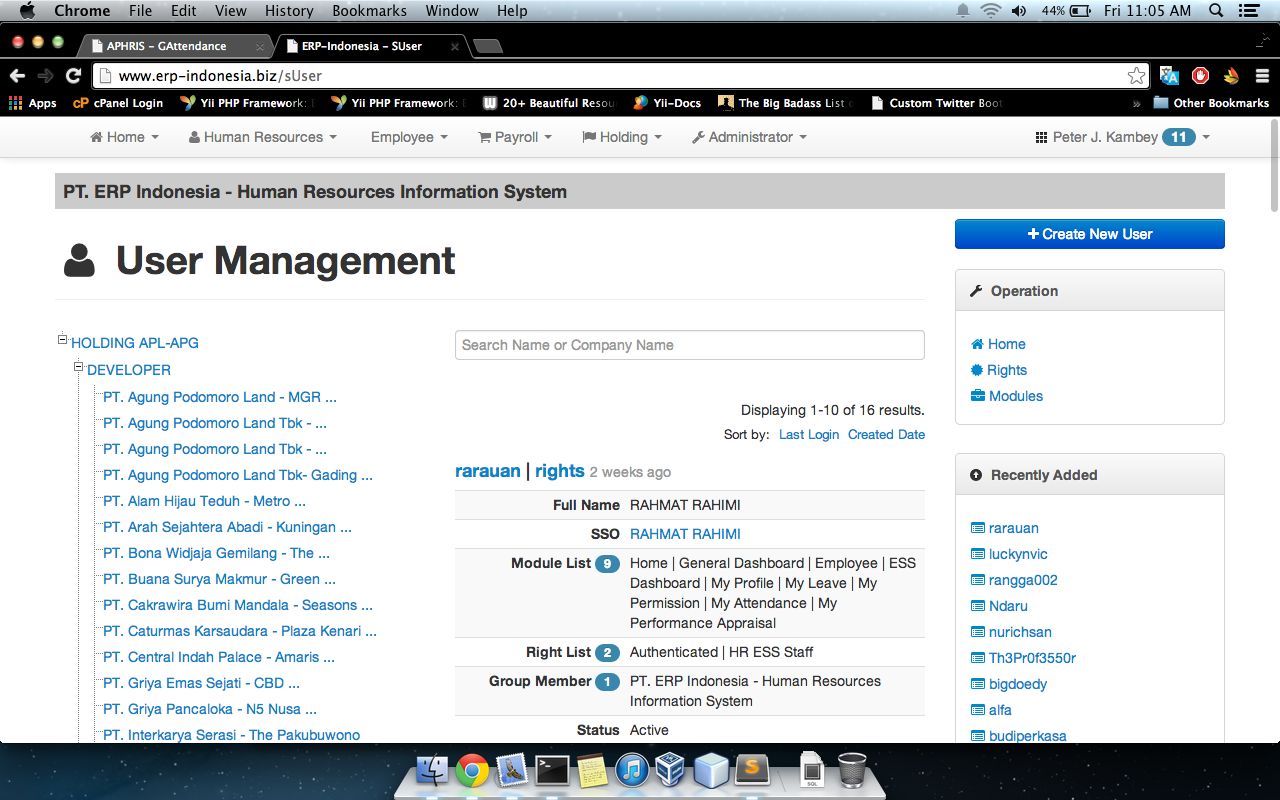 Chrome File Edit View History Bookmarks Window Help 44% Fri 11:05 AM
APHRIS – GAttendance ERP-Indonesia – SUser
www.erp-indonesia.biz/sUser
Apps cP cPanel Login Yii PHP Framework: Yii PHP Framework: W 20+ Beautiful Resou Yii-Docs The Big Badass List o Custom Twitter Boot » Other Bookmarks
Home Human Resources Employee Payroll Holding Administrator Peter J. Kambey 11
PT. ERP Indonesia - Human Resources Information System
User Management
+ Create New User
Operation
Home
Rights
Modules
Recently Added
rarauan
luckynvic
rangga002
Ndaru
nurichsan
Th3Pr0f3550r
bigdoedy
alfa
budiperkasa
HOLDING APL-APG
DEVELOPER
PT. Agung Podomoro Land - MGR ...
PT. Agung Podomoro Land Tbk - ...
PT. Agung Podomoro Land Tbk - ...
PT. Agung Podomoro Land Tbk- Gading ...
PT. Alam Hijau Teduh - Metro ...
PT. Arah Sejahtera Abadi - Kuningan ...
PT. Bona Widjaja Gemilang - The ...
PT. Buana Surya Makmur - Green ...
PT. Cakrawira Bumi Mandala - Seasons ...
PT. Caturmas Karsaudara - Plaza Kenari ...
PT. Central Indah Palace - Amaris ...
PT. Griya Emas Sejati - CBD ...
PT. Griya Pancaloka - N5 Nusa ...
PT. Interkarya Serasi - The Pakubuwono
Search Name or Company Name
Displaying 1-10 of 16 results.
Sort by: Last Login Created Date
rarauan | rights 2 weeks ago
Full Name RAHMAT RAHIMI
SSO RAHMAT RAHIMI
Module List 9 Home | General Dashboard | Employee | ESS
Dashboard | My Profile | My Leave | My
Permission | My Attendance | My
Performance Appraisal
Right List 2 Authenticated | HR ESS Staff
Group Member 1 PT. ERP Indonesia - Human Resources
Information System
Status Active
SQL